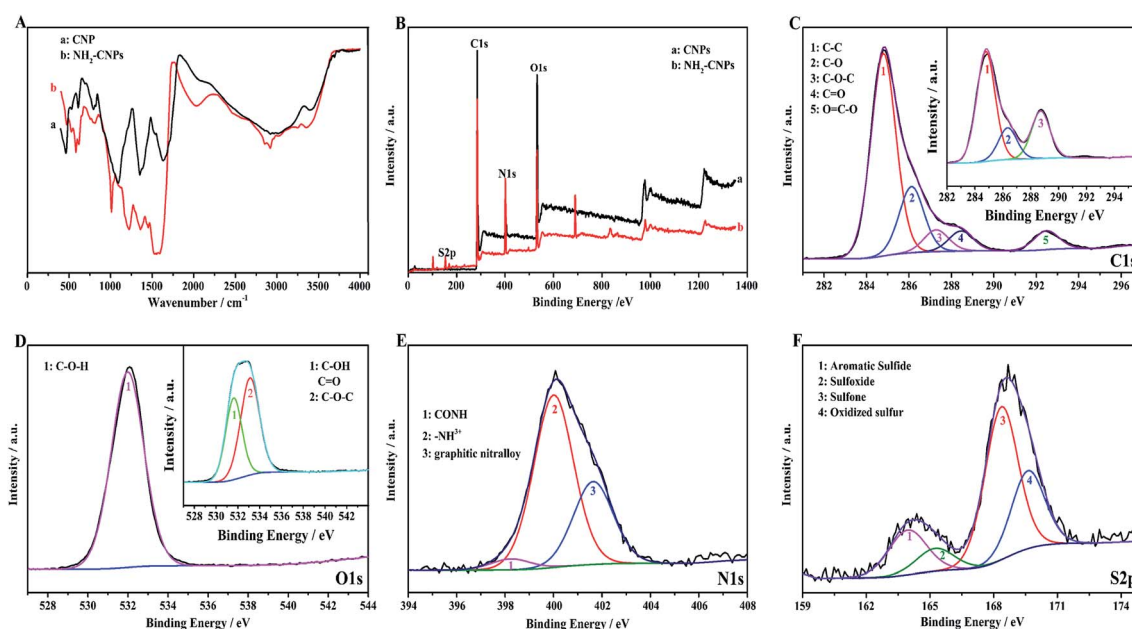 A
a: CNP
b: NH2-CNPs
b
a
0 500 1000 1500 2000 2500 3000 3500 4000
Wavenumber / cm-1
Intensity / a.u.
B
C1s
O1s
a: CNPs
b: NH2-CNPs
N1s
S2p
a
b
0 200 400 600 800 1000 1200 1400
Binding Energy /eV
Intensity / a.u.
C
1: C-C
2: C-O
3: C-O-C
4: C=O
5: O=C-O
1
2
3
4
5
282 284 286 288 290 292 294 296
Binding Energy / eV
Intensity / a.u.
C1s
1
2
3
282 284 286 288 290 292 294
Binding Energy / eV
Intensity / a.u.
D
1: C-O-H
1
528 530 532 534 536 538 540 542 544
Binding Energy / eV
Intensity / a.u.
O1s
1: C-OH
C=O
2: C-O-C
1
2
528 530 532 534 536 538 540 542
Binding Energy / eV
Intensity / a.u.
E
1: CONH
2: -NH3+
3: graphitic nitralloy
1
2
3
394 396 398 400 402 404 406 408
Binding Energy / eV
Intensity / a.u.
N1s
F
1: Aromatic Sulfide
2: Sulfoxide
3: Sulfone
4: Oxidized sulfur
1
2
3
4
159 162 165 168 171 174
Binding Energy / eV
Intensity / a.u.
S2p